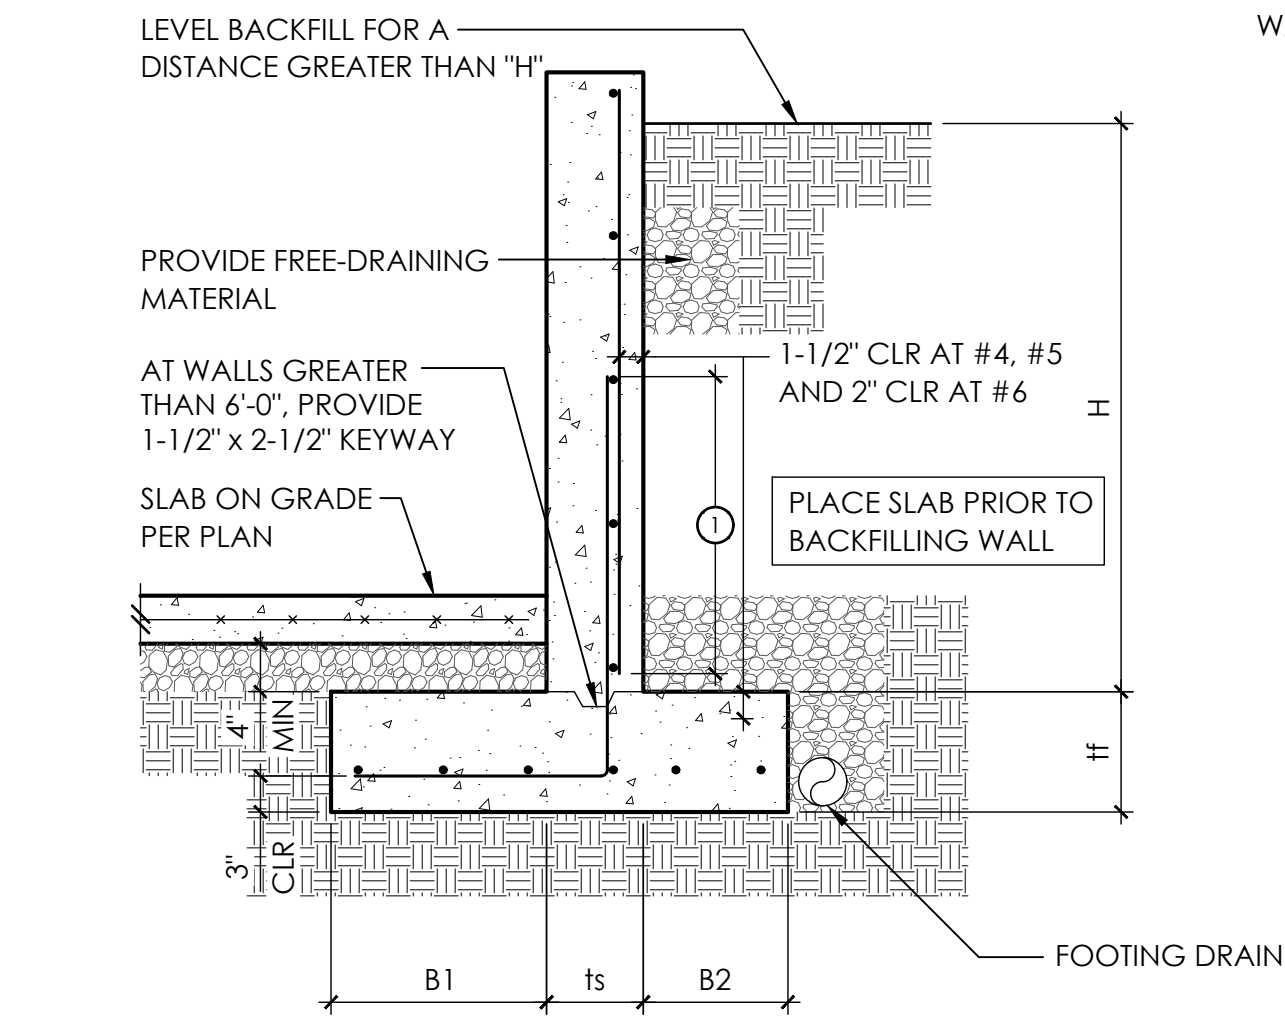 LEVEL BACKFILL FOR A
DISTANCE GREATER THAN "H"
W
PROVIDE FREE-DRAINING
MATERIAL
1-1/2" CLR AT #4, #5
AND 2" CLR AT #6
AT WALLS GREATER
THAN 6'-0", PROVIDE
1-1/2" x 2-1/2" KEYWAY
H
SLAB ON GRADE
PER PLAN
1
PLACE SLAB PRIOR TO
BACKFILLING WALL
4"
MIN
tf
3"
CLR
FOOTING DRAIN
B1
ts
B2